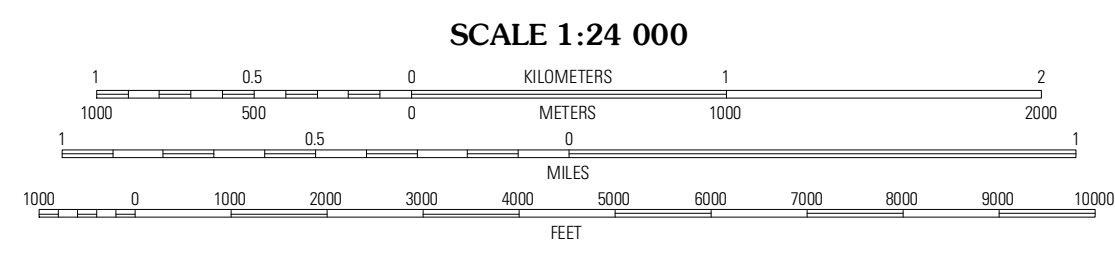 SCALE 1:24 000
1 0.5 0 KILOMETERS 1 2
1000 500 0 METERS 1000 2000
1 0.5 0 1
MILES
1000 0 1000 2000 3000 4000 5000 6000 7000 8000 9000 10000
FEET